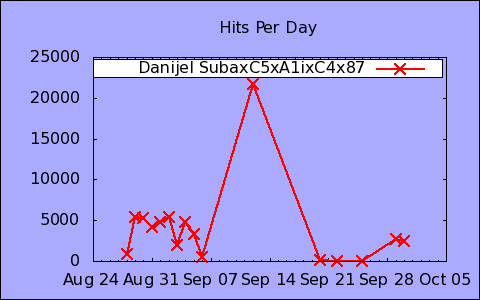 Hits Per Day
Danijel SubaxC5xA1ixC4x87
25000
20000
15000
10000
5000
0
Aug 24 Aug 31 Sep 07 Sep 14 Sep 21 Sep 28 Oct 05